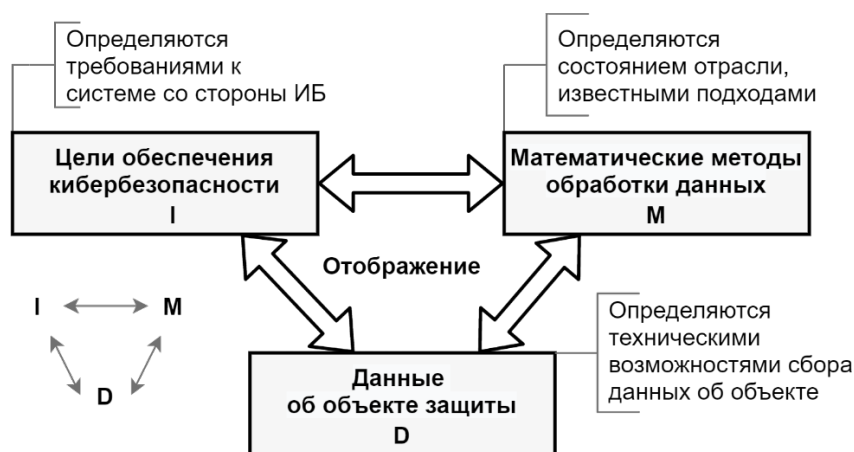 Определяются
требованиями к
системе со стороны ИБ
Определяются
состоянием отрасли,
известными подходами
Цели обеспечения
кибербезопасности
I
Математические методы
обработки данных
M
Отображение
I
M
D
Определяются
техническими
возможностями сбора
данных об объекте
Данные
об объекте защиты
D